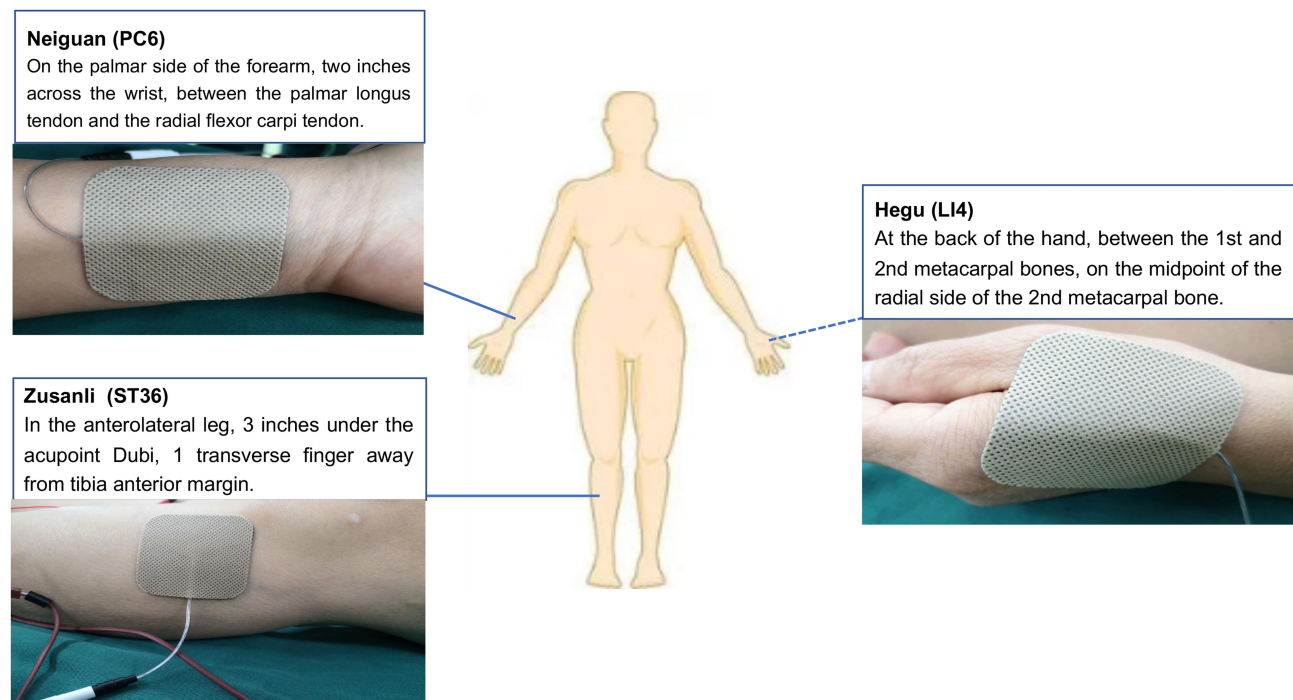 Neiguan (PC6)
On the palmar side of the forearm, two inches
across the wrist, between the palmar longus
tendon and the radial flexor carpi tendon.
Zusanli (ST36)
In the anterolateral leg, 3 inches under the
acupoint Dubi, 1 transverse finger away
from tibia anterior margin.
Hegu (LI4)
At the back of the hand, between the 1st and
2nd metacarpal bones, on the midpoint of the
radial side of the 2nd metacarpal bone.